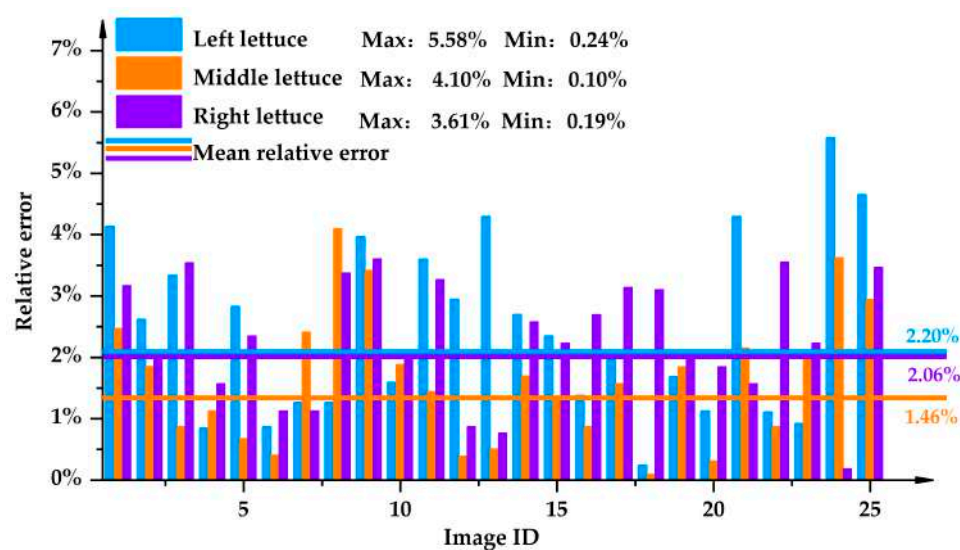 7%
6%
5%
4%
3%
2%
1%
0%
Relative error
Left lettuce Max: 5.58% Min: 0.24%
Middle lettuce Max: 4.10% Min: 0.10%
Right lettuce Max: 3.61% Min: 0.19%
Mean relative error
2.20%
2.06%
1.46%
5 10 15 20 25
Image ID